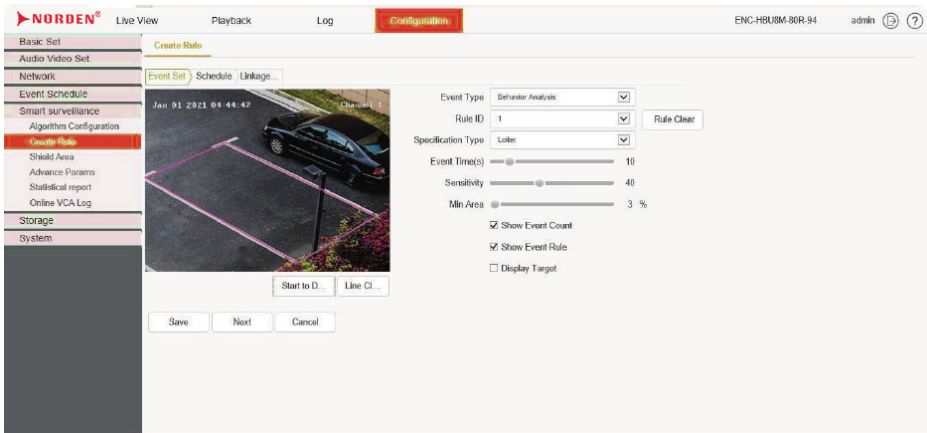 NORDEN®
Live View
Playback
Log
Configuration
ENC-HBU8M-80R-94
admin
?
Basic Set
Audio Video Set
Network
Event Schedule
Smart surveillance
Algorithm Configuration
Create Rule
Shield Area
Advance Params
Statistical report
Online VCA Log
Storage
System
Create Rule
Event Set
Schedule
Linkage...
Jan 01 2021 04:44:42
Channel 1
Start to D...
Line Cl...
Save
Next
Cancel
Event Type Behavior Analysis
Rule ID 1 Rule Clear
Specification Type Loiter
Event Time(s) 10
Sensitivity 40
Min Area 3 %
Show Event Count
Show Event Rule
Display Target